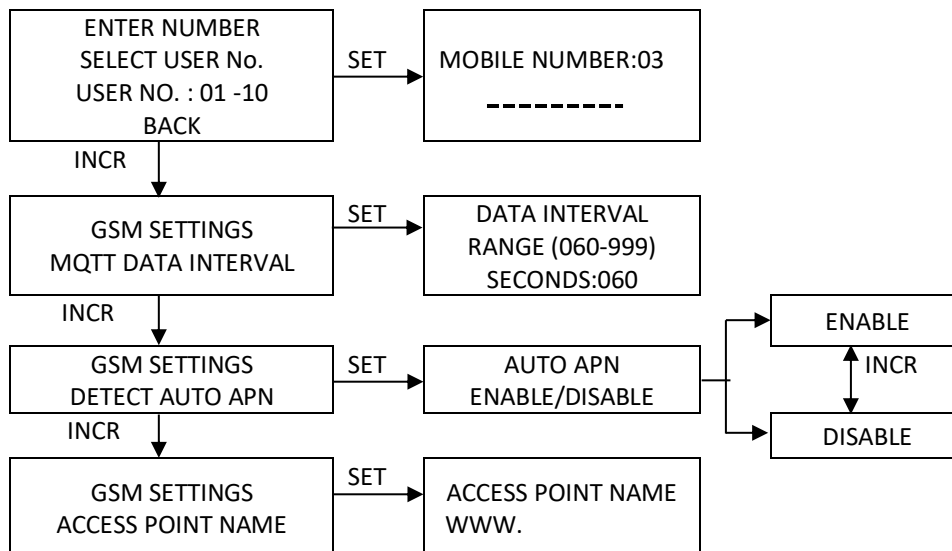 ENTER NUMBER
SELECT USER No.
USER NO. : 01 -10
BACK
SET
MOBILE NUMBER:03
_ _ _ _ _ _ _ _ _
INCR
GSM SETTINGS
MQTT DATA INTERVAL
SET
DATA INTERVAL
RANGE (060-999)
SECONDS:060
INCR
GSM SETTINGS
DETECT AUTO APN
SET
AUTO APN
ENABLE/DISABLE
ENABLE
INCR
DISABLE
INCR
GSM SETTINGS
ACCESS POINT NAME
SET
ACCESS POINT NAME
WWW.